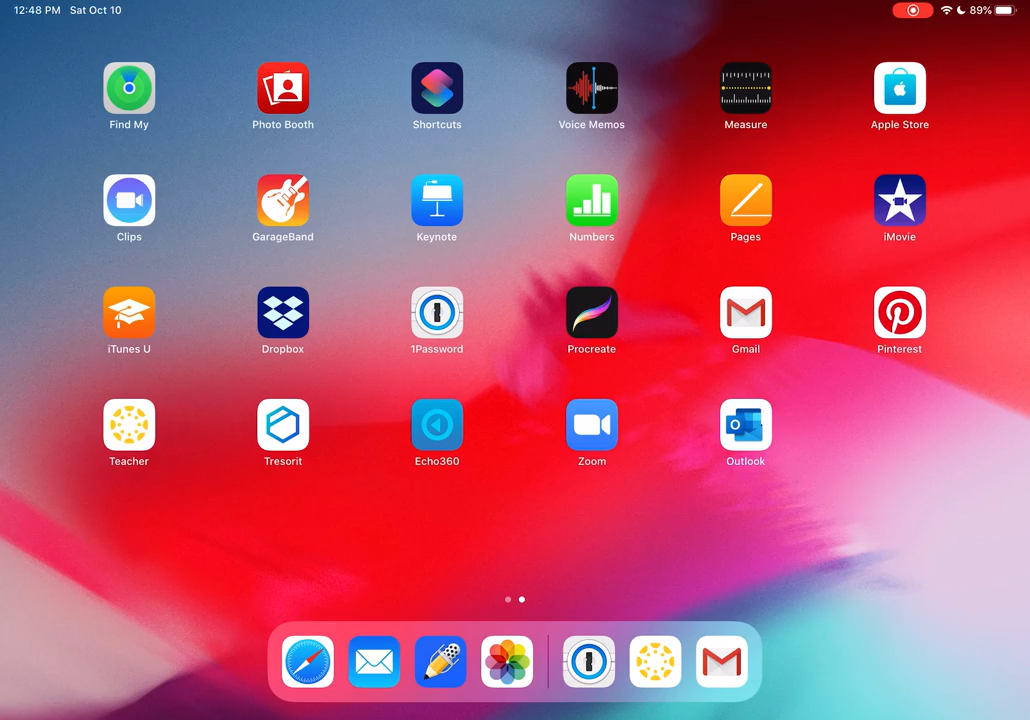 12:48 PM Sat Oct 10 89%
Find My Photo Booth Shortcuts Voice Memos Measure Apple Store
Clips GarageBand Keynote Numbers Pages iMovie
iTunes U Dropbox 1Password Procreate Gmail Pinterest
Teacher Tresorit Echo360 Zoom Outlook